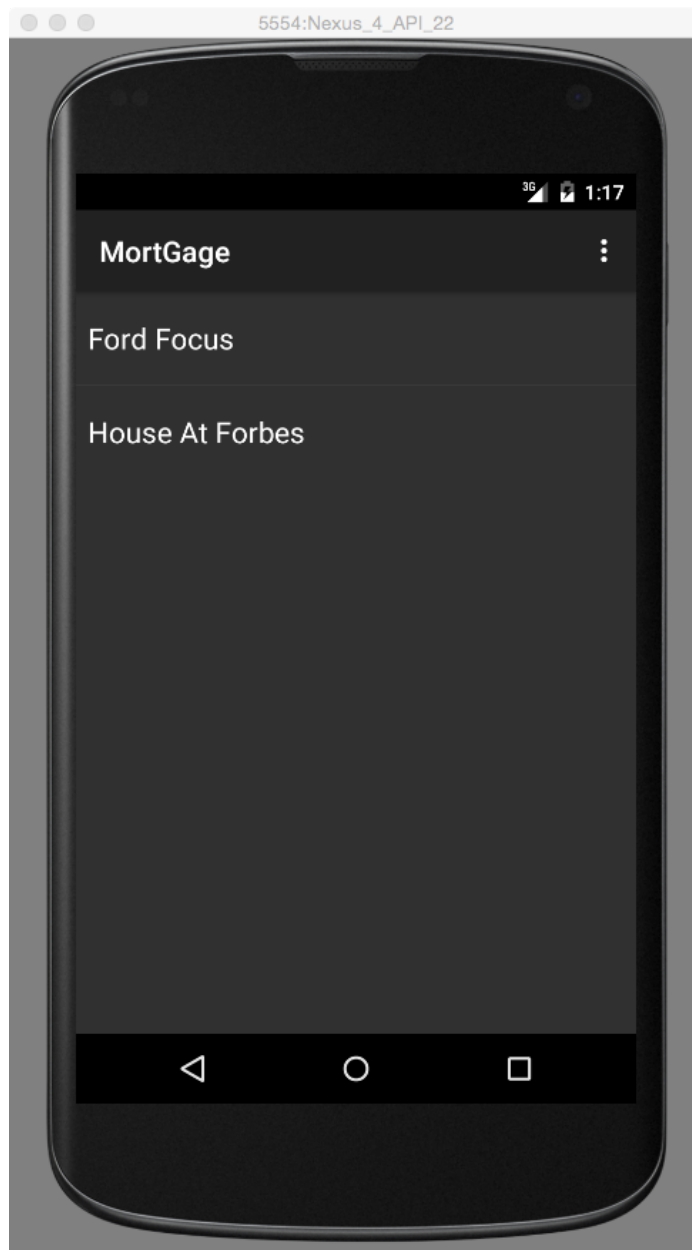 5554:Nexus_4_API_22
3G 1:17
MortGage
Ford Focus
House At Forbes